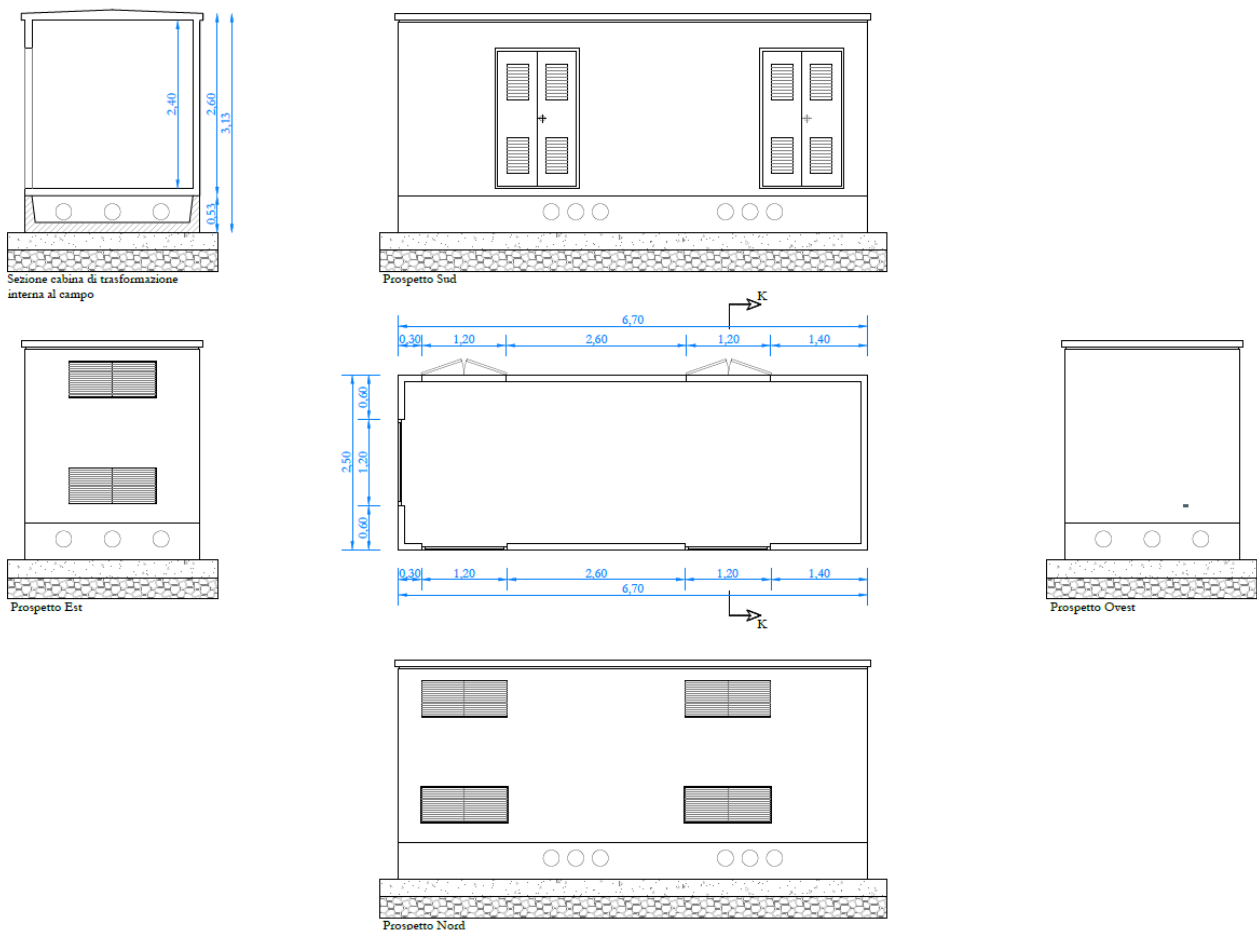 2,40
2,60
3,13
0,53
Sezione cabina di trasformazione
interna al campo
Prospetto Sud
K
6,70
0,30 1,20 2,60 1,20 1,40
0,60
2,50 1,20
0,60
0,30 1,20 2,60 1,20 1,40
6,70
K
Prospetto Est
Prospetto Ovest
Prospetto Nord